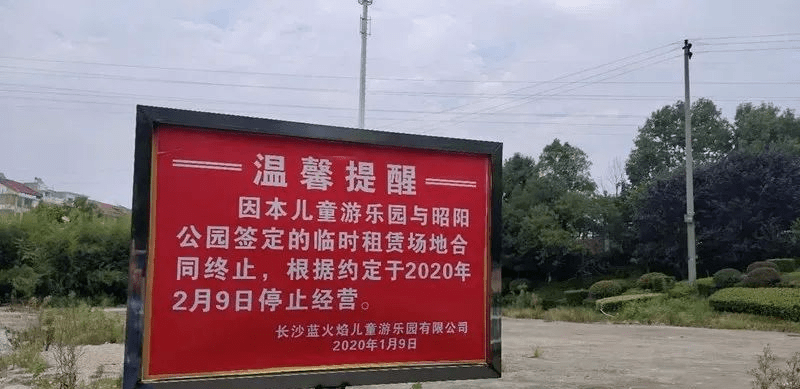 温馨提醒
因本儿童游乐园与昭阳
公园签定的临时租赁场地合
同终止，根据约定于2020年
2月9日停止经营。
长沙蓝火焰儿童游乐园有限公司
2020年1月9日